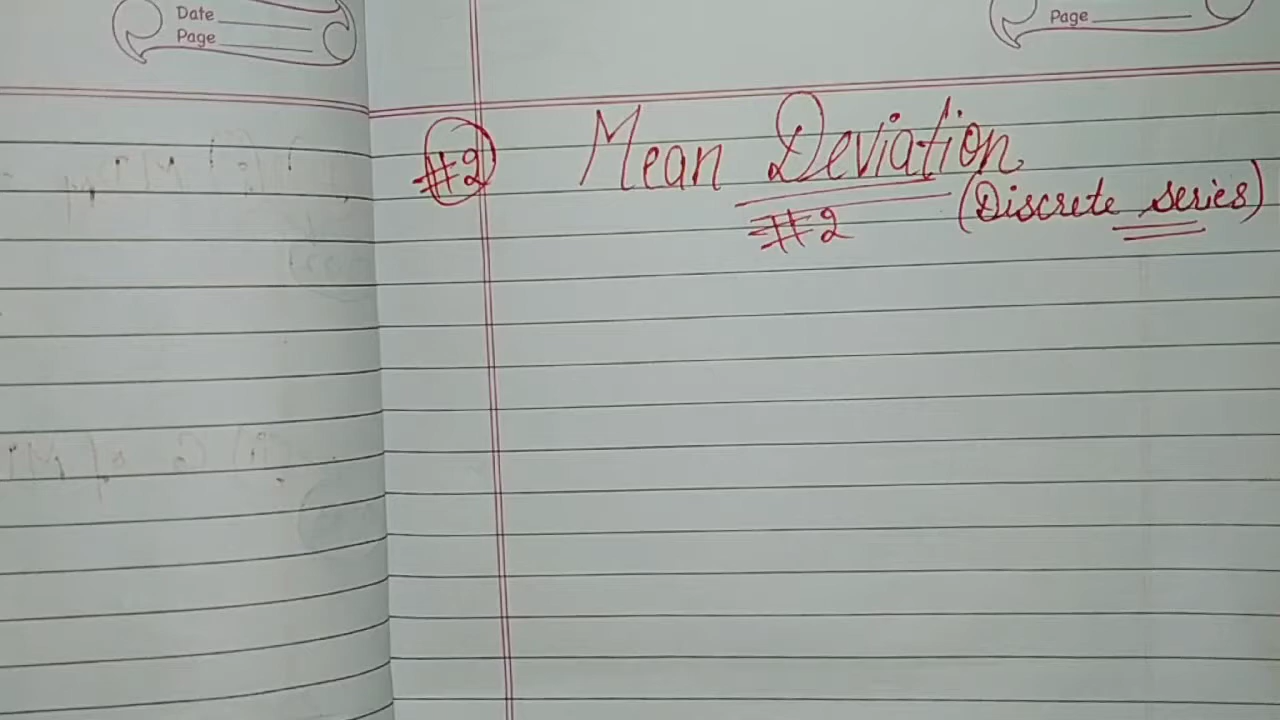 Date
Page
Page
#2 Mean Deviation
#2 (Discrete series)